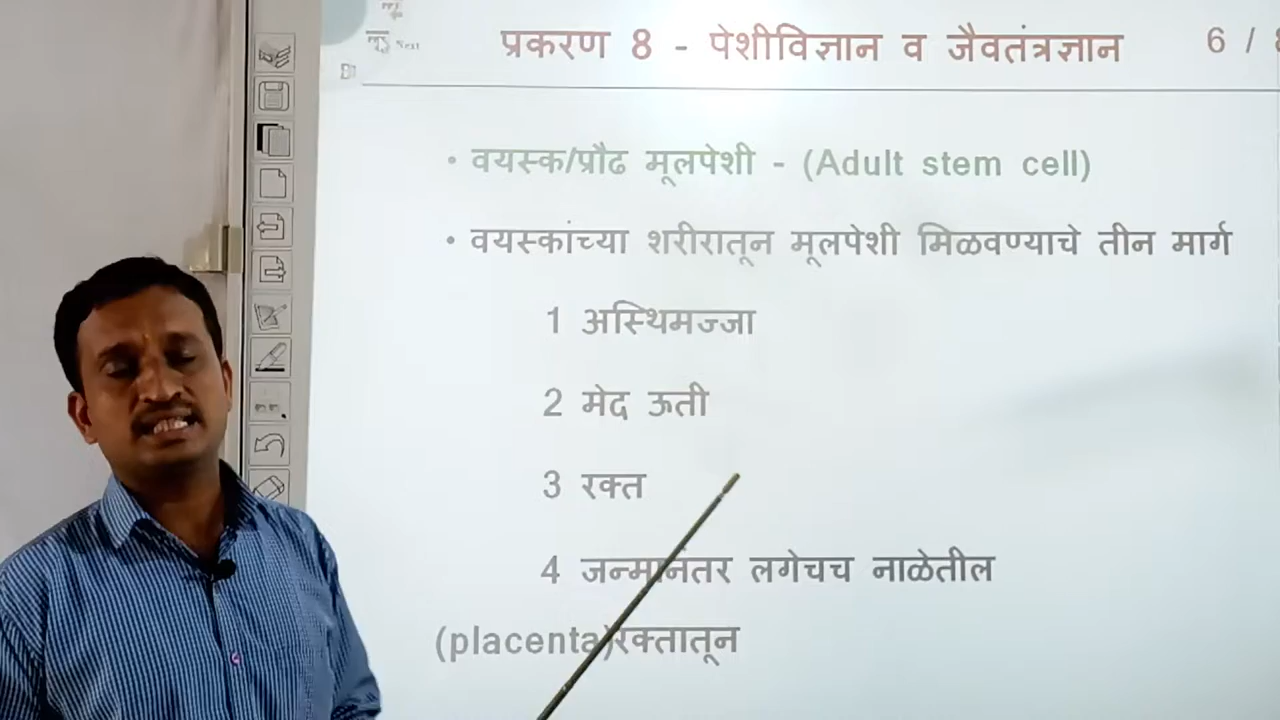 Next
प्रकरण 8 - पेशीविज्ञान व जैवतंत्रज्ञान 6 /
• वयस्क/प्रौढ मूलपेशी - (Adult stem cell)
• वयस्कांच्या शरीरातून मूलपेशी मिळवण्याचे तीन मार्ग
1 अस्थिमज्जा
2 मेद ऊती
3 रक्त
4 जन्मानंतर लगेचच नाळेतील
(placenta)रक्तातून